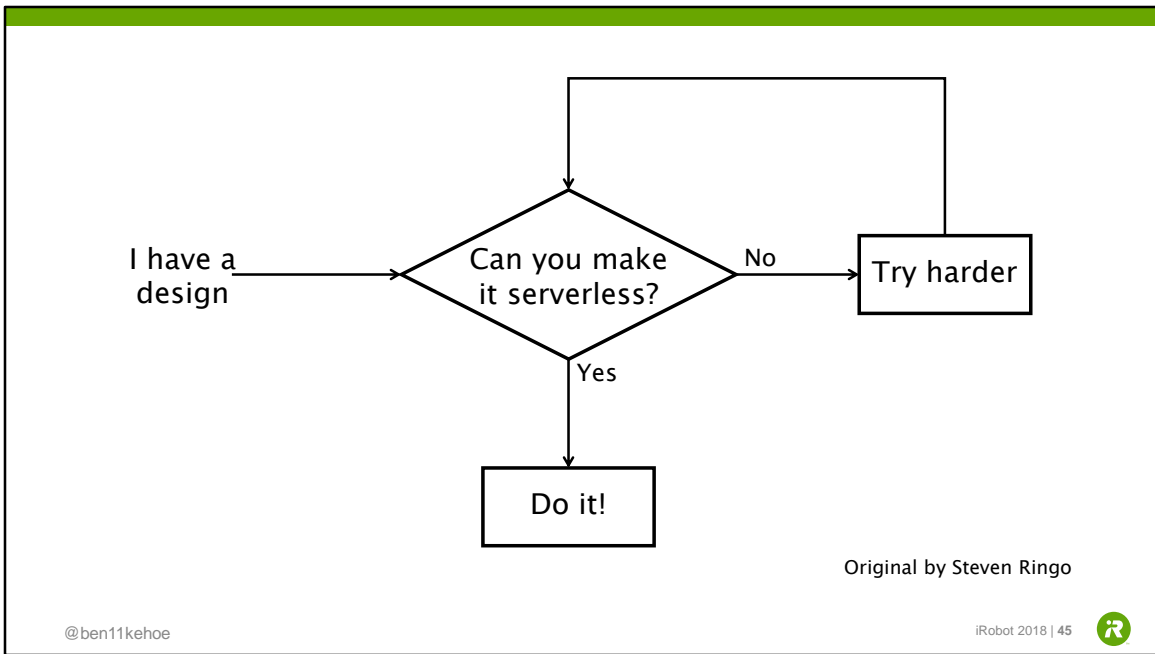 I have a
design
Can you make
it serverless?
No
Try harder
Yes
Do it!
Original by Steven Ringo
@ben11kehoe
iRobot 2018 | 45
iR